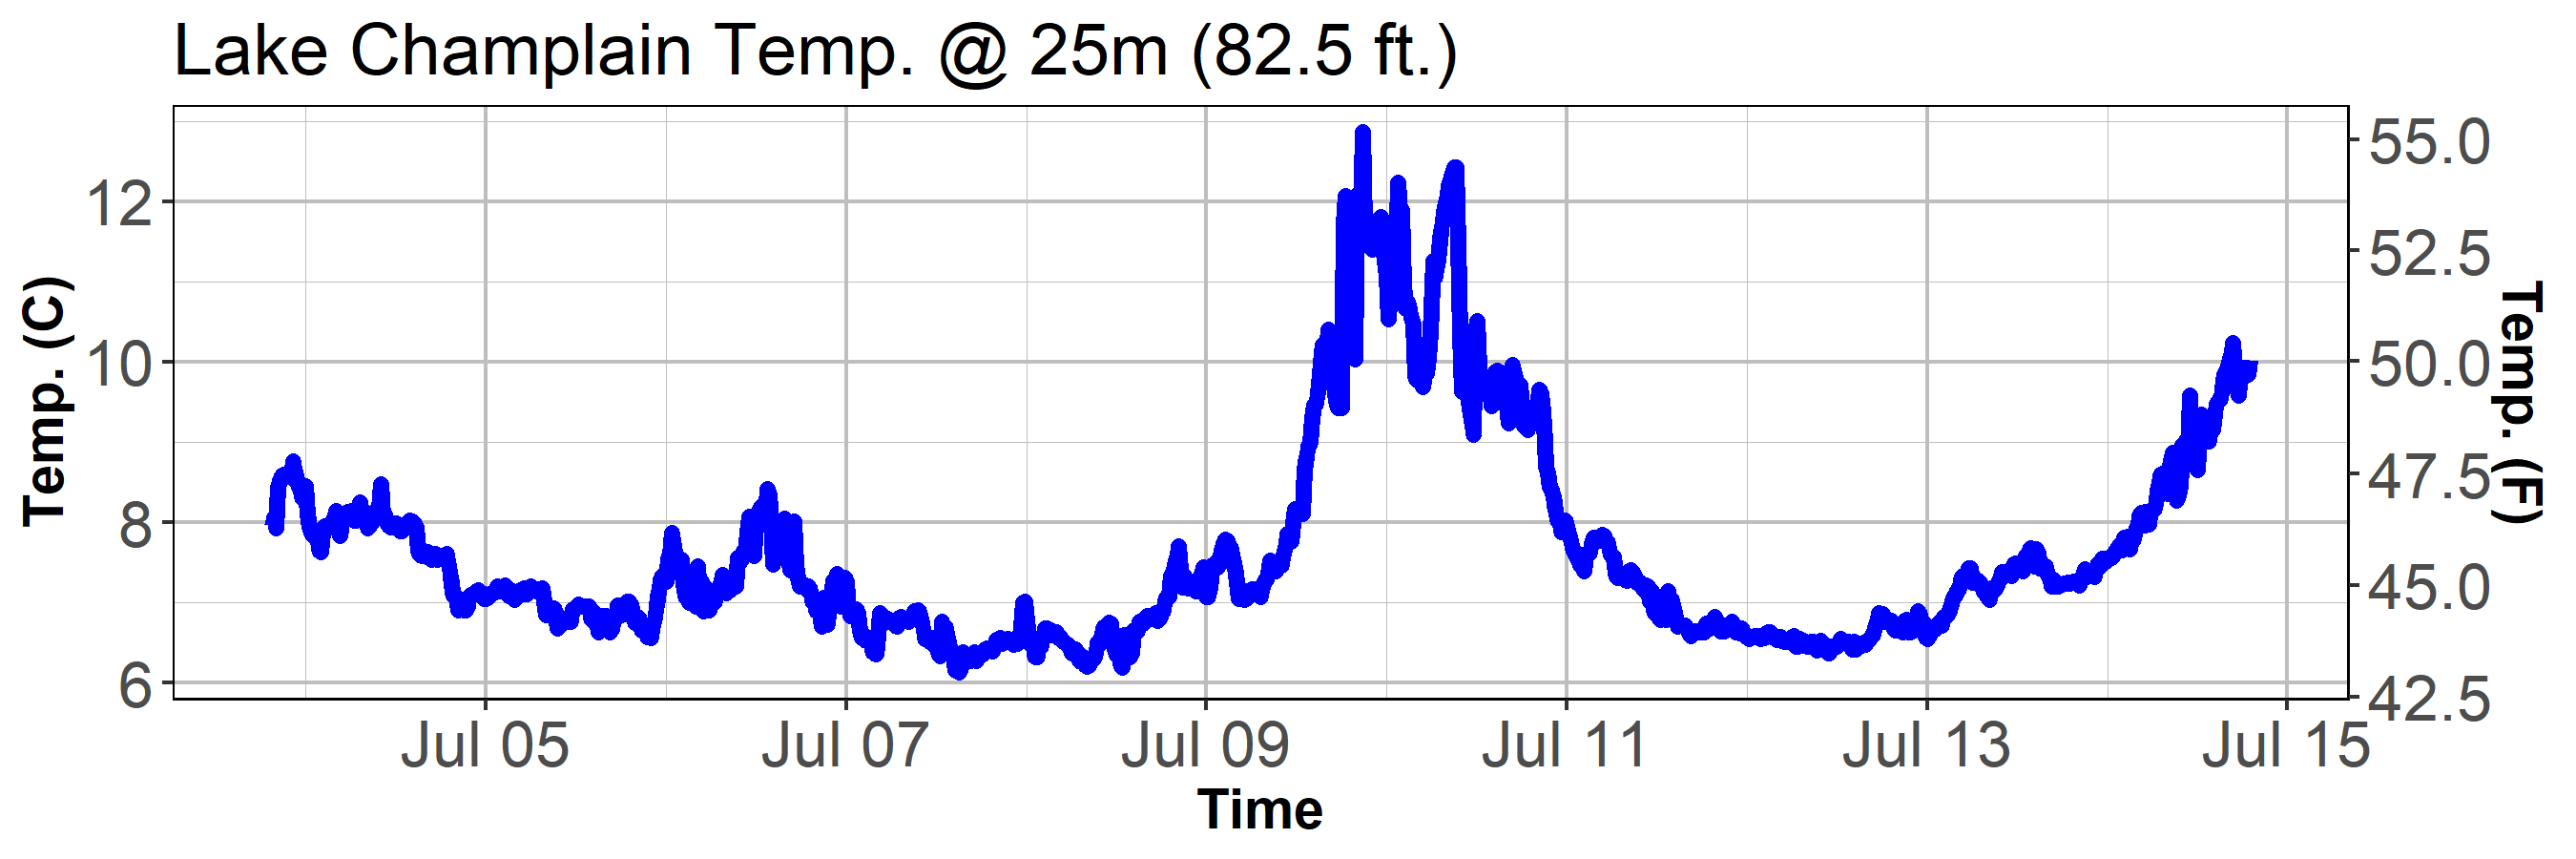 Lake Champlain Temp. @ 25m (82.5 ft.)
Temp. (C)
12
10
8
6
55.0
52.5
50.0
47.5
45.0
42.5
Temp. (F)
Jul 05 Jul 07 Jul 09 Jul 11 Jul 13 Jul 15
Time